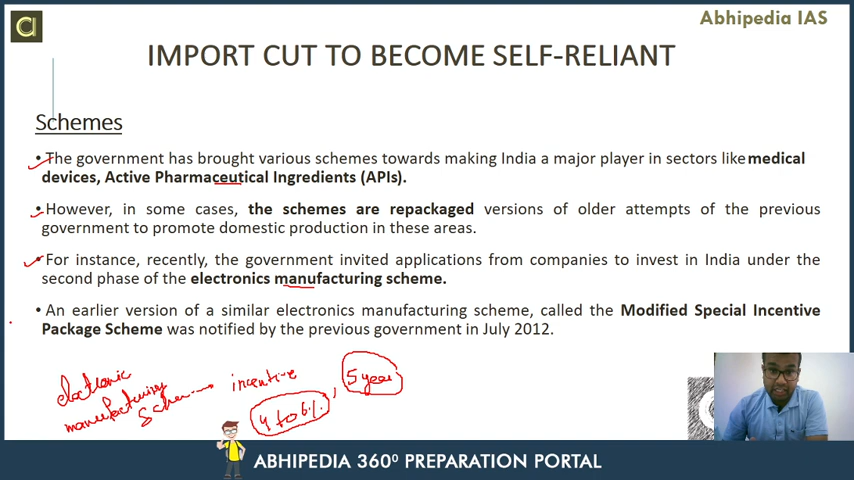 Abhipedia IAS
a
IMPORT CUT TO BECOME SELF-RELIANT
Schemes
• The government has brought various schemes towards making India a major player in sectors like medical
devices, Active Pharmaceutical Ingredients (APIs).
• However, in some cases, the schemes are repackaged versions of older attempts of the previous
government to promote domestic production in these areas.
• For instance, recently, the government invited applications from companies to invest in India under the
second phase of the electronics manufacturing scheme.
• An earlier version of a similar electronics manufacturing scheme, called the Modified Special Incentive
Package Scheme was notified by the previous government in July 2012.
electronic
manufacturing
Scheme → incentive
4 to 6%, 5 year
ABHIPEDIA 360⁰ PREPARATION PORTAL